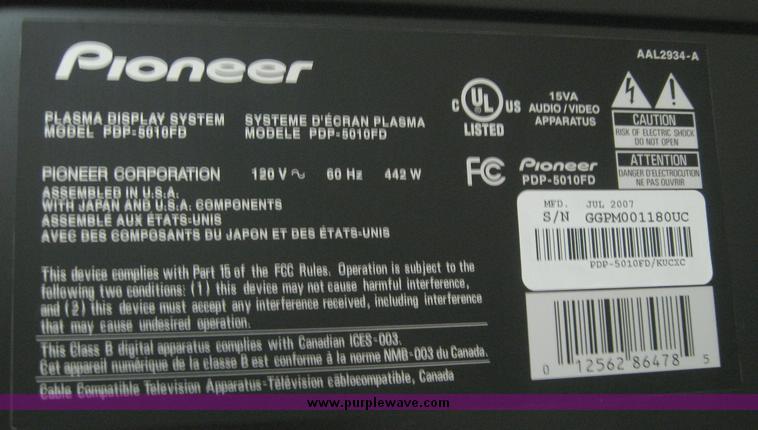 Pioneer
AAL2934-A
PLASMA DISPLAY SYSTEM
MODEL PDP-5010FD
SYSTEME D'ÉCRAN PLASMA
MODELE PDP-5010FD
C UL US
LISTED
15VA
AUDIO/VIDEO
APPARATUS
CAUTION
RISK OF ELECTRIC SHOCK
DO NOT OPEN
PIONEER CORPORATION 120 V ~ 60 Hz 442 W
ASSEMBLED IN U.S.A.
WITH JAPAN AND U.S.A. COMPONENTS
ASSEMBLÉ AUX ÉTATS-UNIS
AVEC DES COMPOSANTS DU JAPON ET DES ÉTATS-UNIS
FC
Pioneer
PDP-5010FD
ATTENTION
DANGER D'ELECTROCUTION
NE PAS OUVRIR
MFD. JUL 2007
S/N GGPM001180UC
PDP-5010FD/KUCXC
This device complies with Part 15 of the FCC Rules. Operation is subject to the
following two conditions: (1) this device may not cause harmful interference,
and (2) this device must accept any interference received, including interference
that may cause undesired operation.
This Class B digital apparatus complies with Canadian ICES-003.
Cet appareil numérique de la classe B est conforme à la norme NMB-003 du Canada.
Cable Compatible Television Apparatus-Télévision câblocompatible, Canada
0 12562 86478 5
www.purplewave.com